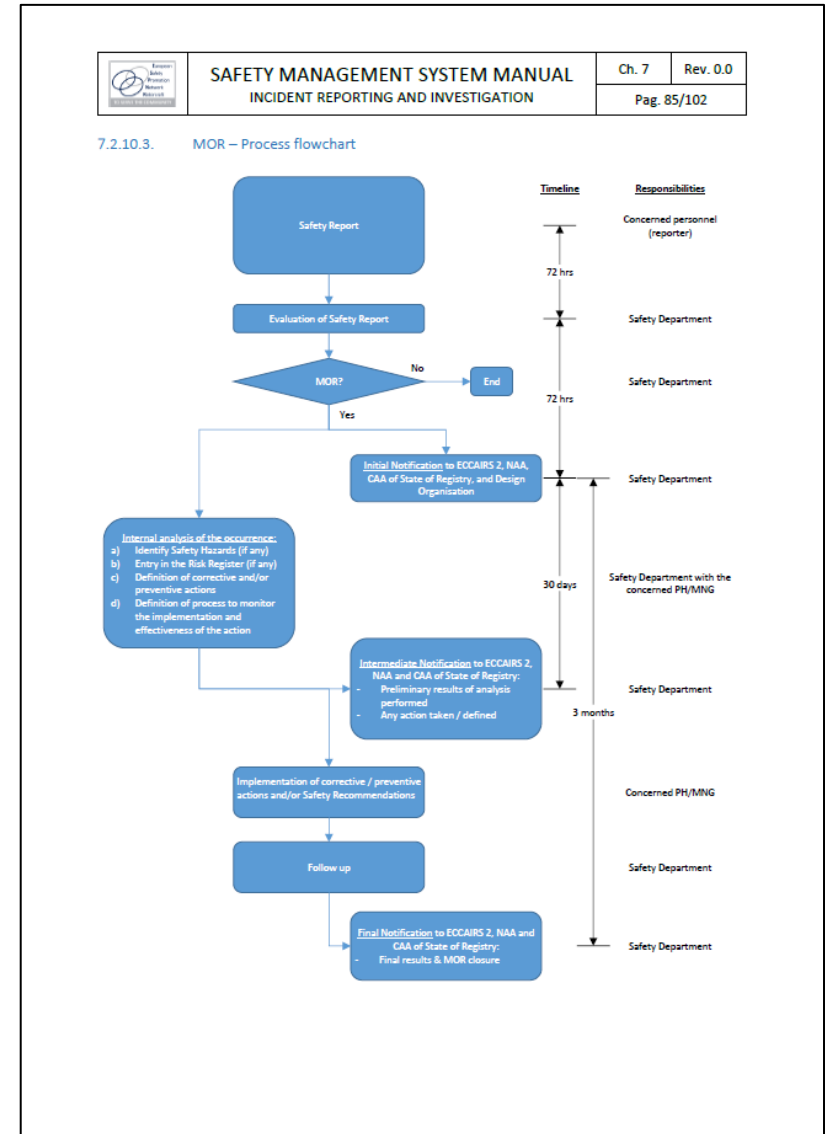 European
Safety
Promotion
Network
Rotorcraft
SAFETY MANAGEMENT SYSTEM MANUAL
INCIDENT REPORTING AND INVESTIGATION
Ch. 7
Rev. 0.0
Pag. 85/102
7.2.10.3. MOR – Process flowchart
Timeline
Responsibilities
Safety Report
Concerned personnel
(reporter)
72 hrs
Evaluation of Safety Report
Safety Department
MOR?
No
End
Safety Department
72 hrs
Yes
Initial Notification to ECCAIRS 2, NAA,
CAA of State of Registry, and Design
Organisation
Safety Department
Internal analysis of the occurrence:
a) Identify Safety Hazards (if any)
b) Entry in the Risk Register (if any)
c) Definition of corrective and/or
preventive actions
d) Definition of process to monitor
the implementation and
effectiveness of the action
30 days
Safety Department with the
concerned PH/MNG
Intermediate Notification to ECCAIRS 2,
NAA and CAA of State of Registry:
- Preliminary results of analysis
performed
- Any action taken / defined
Safety Department
3 months
Implementation of corrective / preventive
actions and/or Safety Recommendations
Concerned PH/MNG
Follow up
Safety Department
Final Notification to ECCAIRS 2, NAA and
CAA of State of Registry:
- Final results & MOR closure
Safety Department